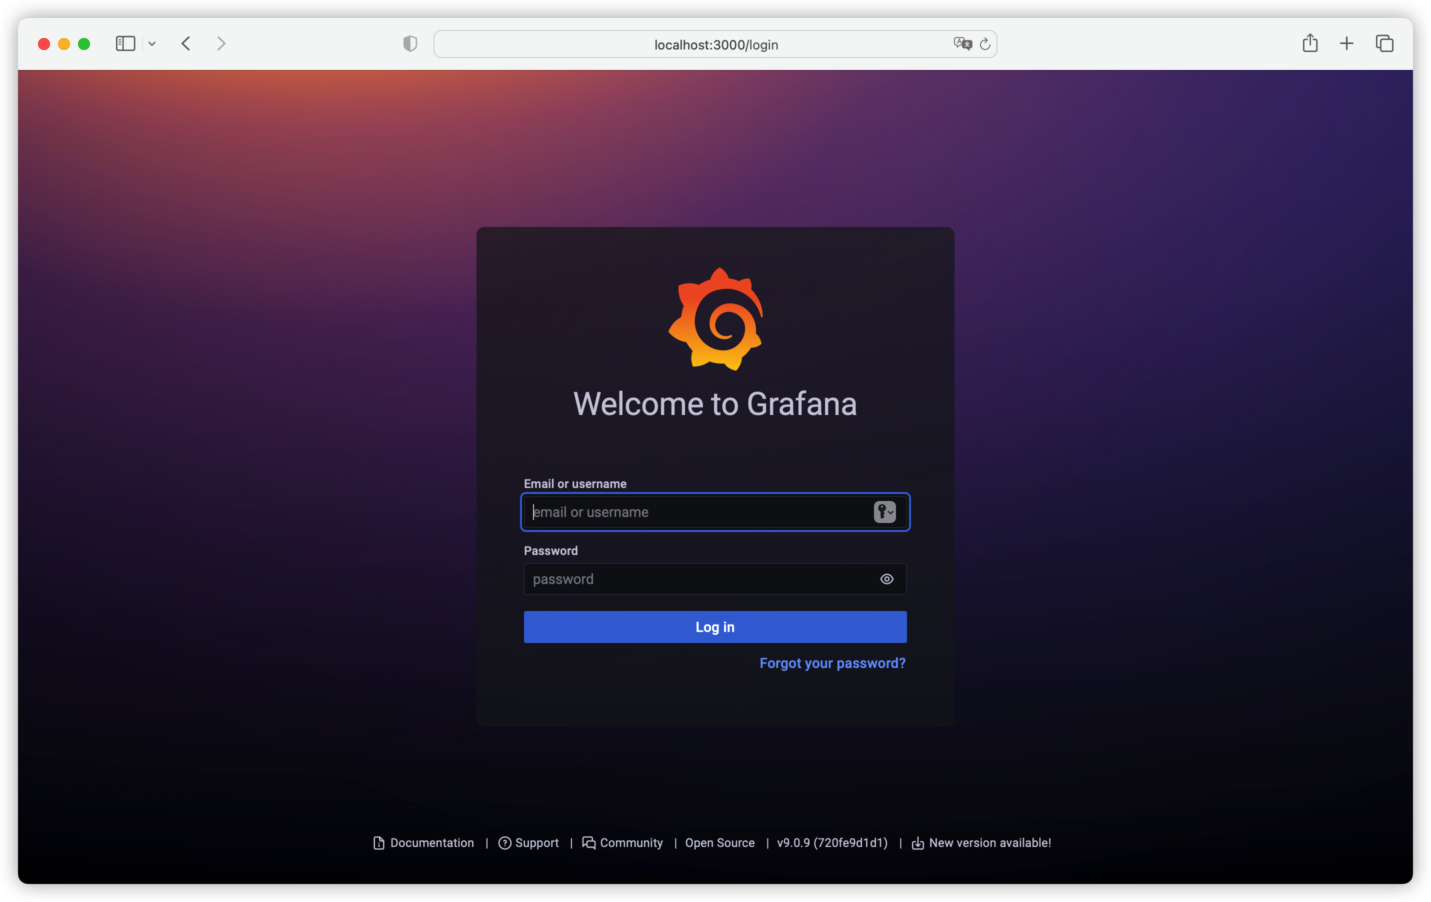 localhost:3000/login
Welcome to Grafana
Email or username
email or username
Password
password
Log in
Forgot your password?
Documentation | Support | Community | Open Source | v9.0.9 (720fe9d1d1) | New version available!